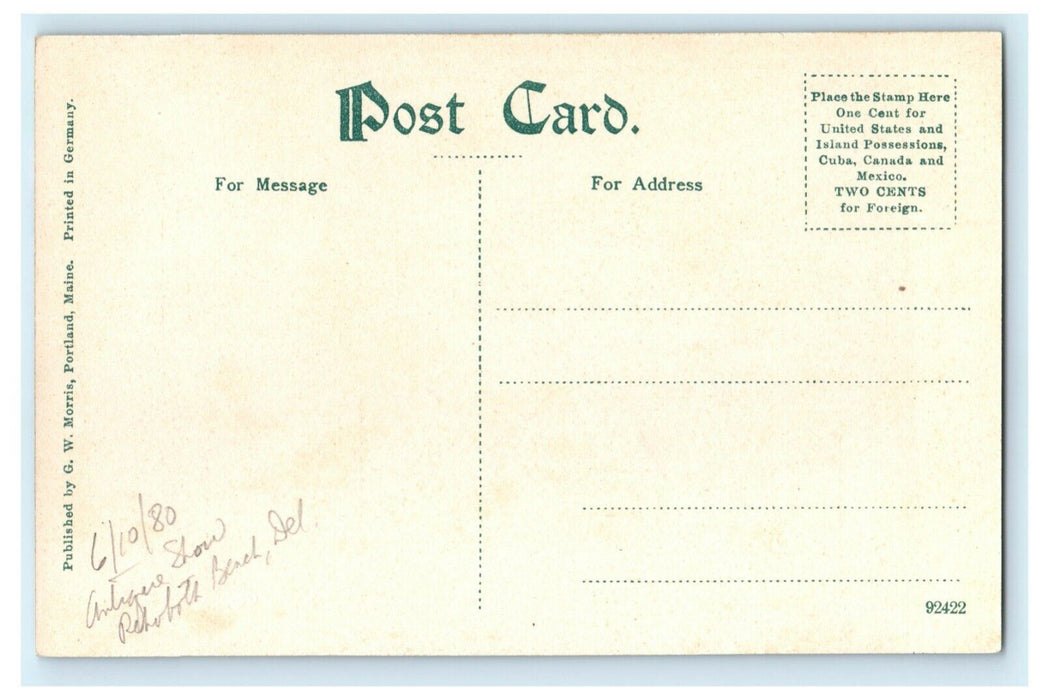 Post Card.
For Message
For Address
Place the Stamp Here
One Cent for
United States and
Island Possessions,
Cuba, Canada and
Mexico.
TWO CENTS
for Foreign.
Published by G. W. Morris, Portland, Maine. Printed in Germany.
6/10/80
Antique Show
Rehoboth Beach, Del.
92422